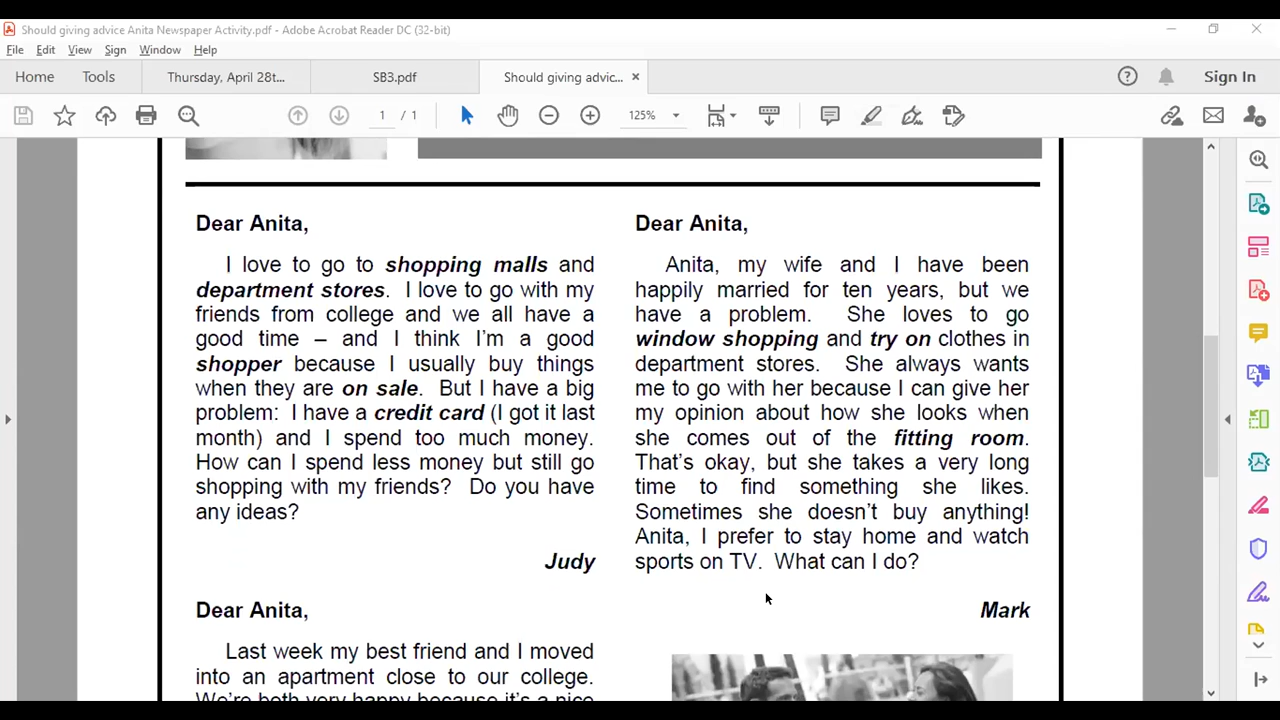 Should giving advice Anita Newspaper Activity.pdf - Adobe Acrobat Reader DC (32-bit)
File Edit View Sign Window Help
Home Tools Thursday, April 28t... SB3.pdf Should giving advic... × Sign In
1 / 1 125%
Dear Anita,
I love to go to shopping malls and
department stores. I love to go with my
friends from college and we all have a
good time – and I think I'm a good
shopper because I usually buy things
when they are on sale. But I have a big
problem: I have a credit card (I got it last
month) and I spend too much money.
How can I spend less money but still go
shopping with my friends? Do you have
any ideas?
Judy
Dear Anita,
Last week my best friend and I moved
into an apartment close to our college.
We're both very happy because it's a nice
Dear Anita,
Anita, my wife and I have been
happily married for ten years, but we
have a problem. She loves to go
window shopping and try on clothes in
department stores. She always wants
me to go with her because I can give her
my opinion about how she looks when
she comes out of the fitting room.
That's okay, but she takes a very long
time to find something she likes.
Sometimes she doesn't buy anything!
Anita, I prefer to stay home and watch
sports on TV. What can I do?
Mark